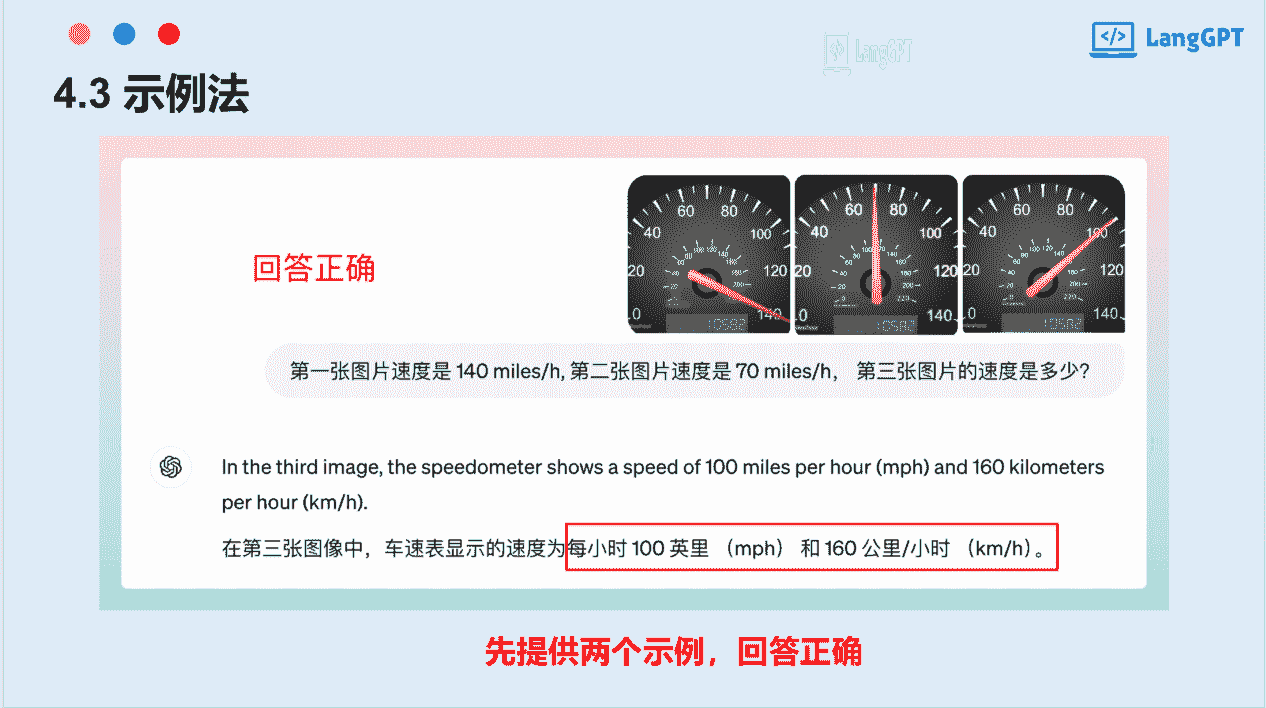 LangGPT
LangGPT
4.3 示例法
回答正确
60 80
40 100
20 120
0 140
10582
60 80
40 100
20 120
0 140
10582
60 80
40 100
20 120
0 140
10582
第一张图片速度是 140 miles/h, 第二张图片速度是 70 miles/h， 第三张图片的速度是多少?
In the third image, the speedometer shows a speed of 100 miles per hour (mph) and 160 kilometers
per hour (km/h).
在第三张图像中，车速表显示的速度为每小时 100 英里 （mph） 和 160 公里/小时 （km/h）。
先提供两个示例，回答正确